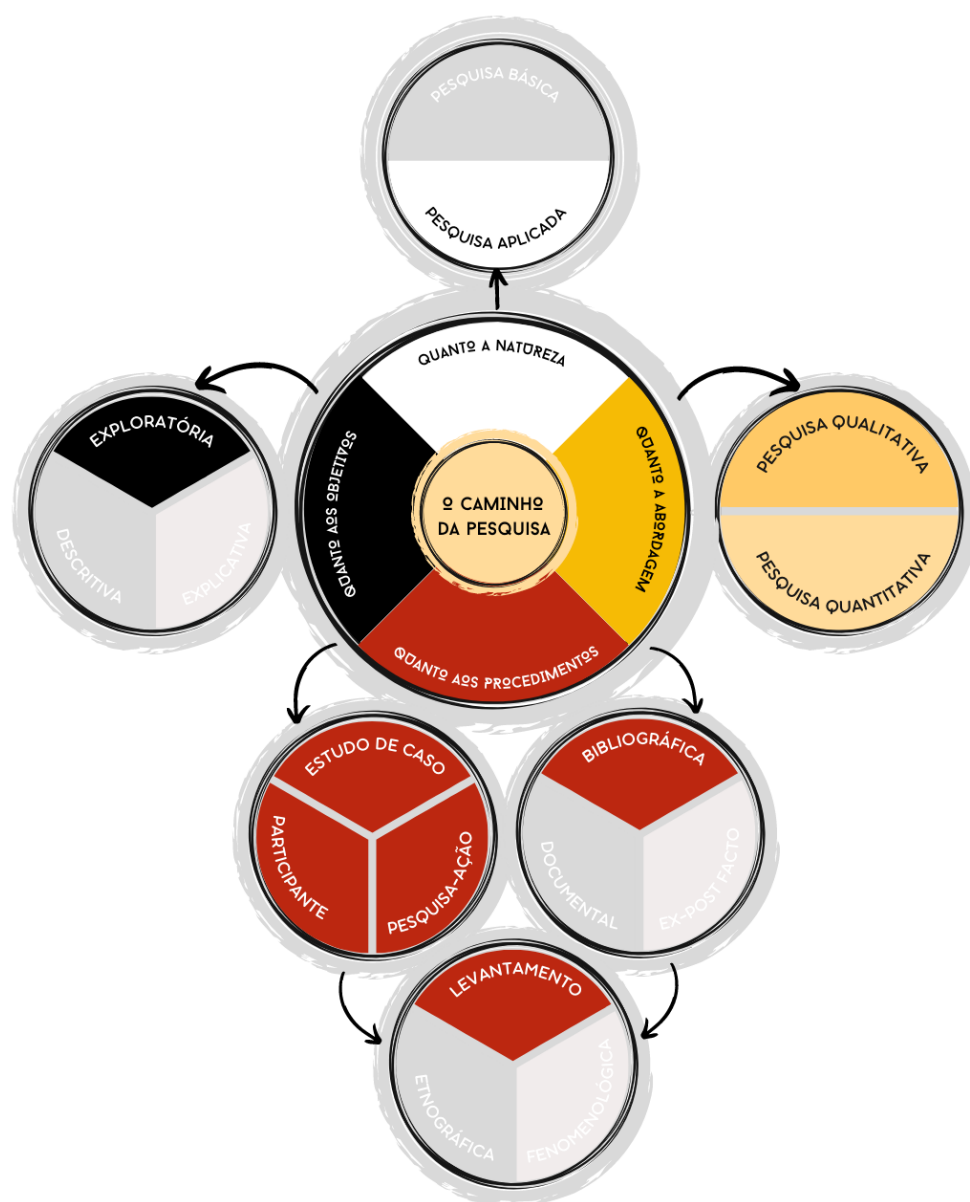 PESQUISA BÁSICA
PESQUISA APLICADA
QUANTO A NATUREZA
EXPLORATÓRIA
DESCRITIVA
EXPLICATIVA
QUANTO AOS OBJETIVOS
O CAMINHO
DA PESQUISA
QUANTO A ABORDAGEM
PESQUISA QUALITATIVA
PESQUISA QUANTITATIVA
QUANTO AOS PROCEDIMENTOS
ESTUDO DE CASO
PARTICIPANTE
PESQUISA-AÇÃO
BIBLIOGRÁFICA
DOCUMENTAL
EX-POST FACTO
LEVANTAMENTO
ETNOGRÁFICA
FENOMENOLÓGICA